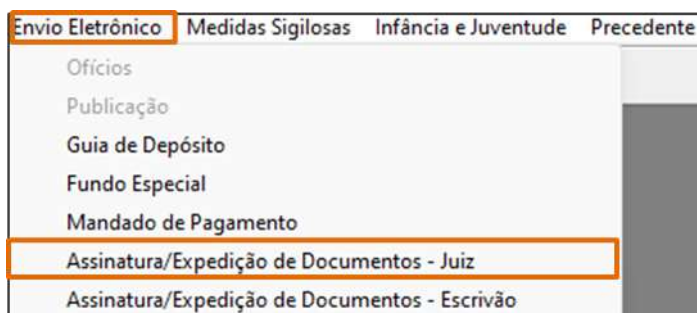 Envio Eletrônico Medidas Sigilosas Infância e Juventude Precedente
Ofícios
Publicação
Guia de Depósito
Fundo Especial
Mandado de Pagamento
Assinatura/Expedição de Documentos - Juiz
Assinatura/Expedição de Documentos - Escrivão